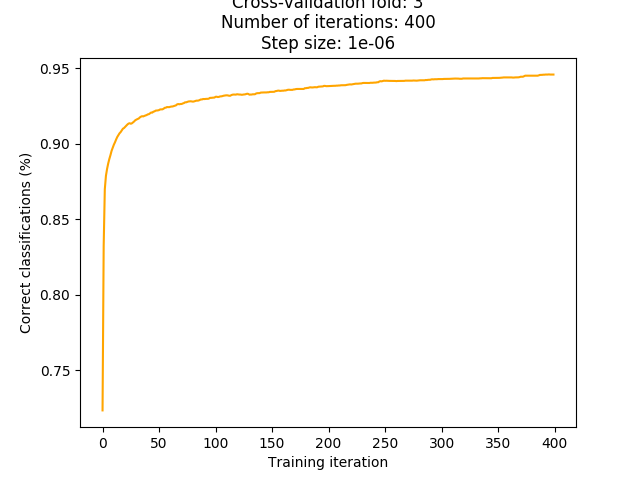 Cross-validation fold: 3
Number of iterations: 400
Step size: 1e-06
0.95
0.90
0.85
0.80
0.75
Correct classifications (%)
0 50 100 150 200 250 300 350 400
Training iteration